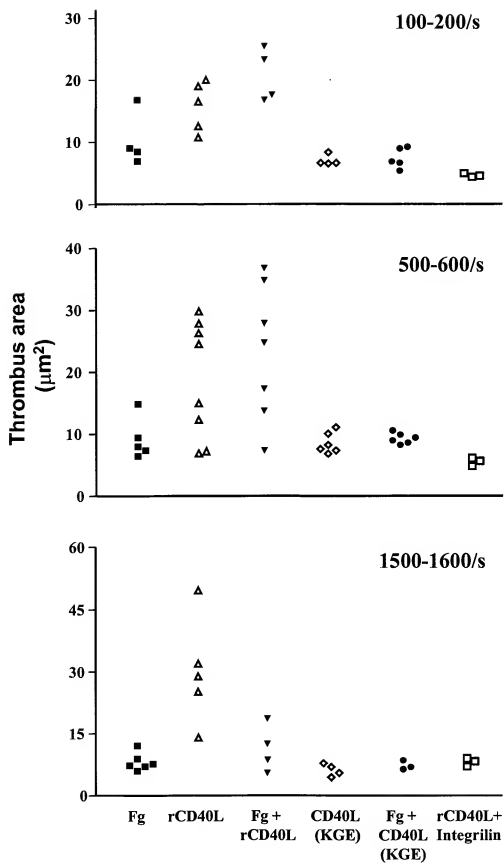 100-200/s
30
20
10
0
500-600/s
40
30
20
10
0
Thrombus area
(μm²)
1500-1600/s
60
45
30
15
0
Fg
rCD40L
Fg +
rCD40L
CD40L
(KGE)
Fg +
CD40L
(KGE)
rCD40L+
Integrilin